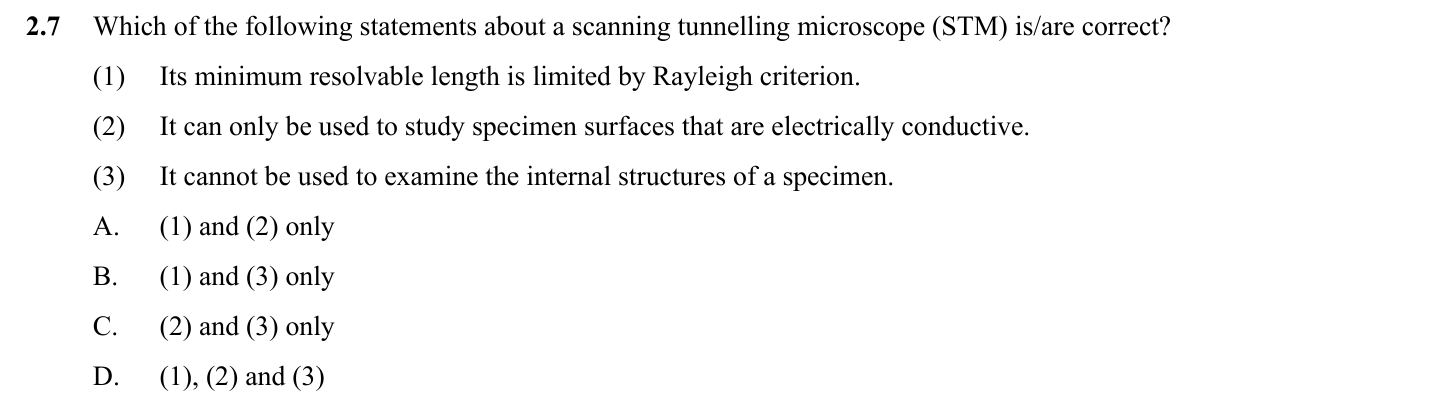 2.7 Which of the following statements about a scanning tunnelling microscope (STM) is/are correct?
(1) Its minimum resolvable length is limited by Rayleigh criterion.
(2) It can only be used to study specimen surfaces that are electrically conductive.
(3) It cannot be used to examine the internal structures of a specimen.
A. (1) and (2) only
B. (1) and (3) only
C. (2) and (3) only
D. (1), (2) and (3)